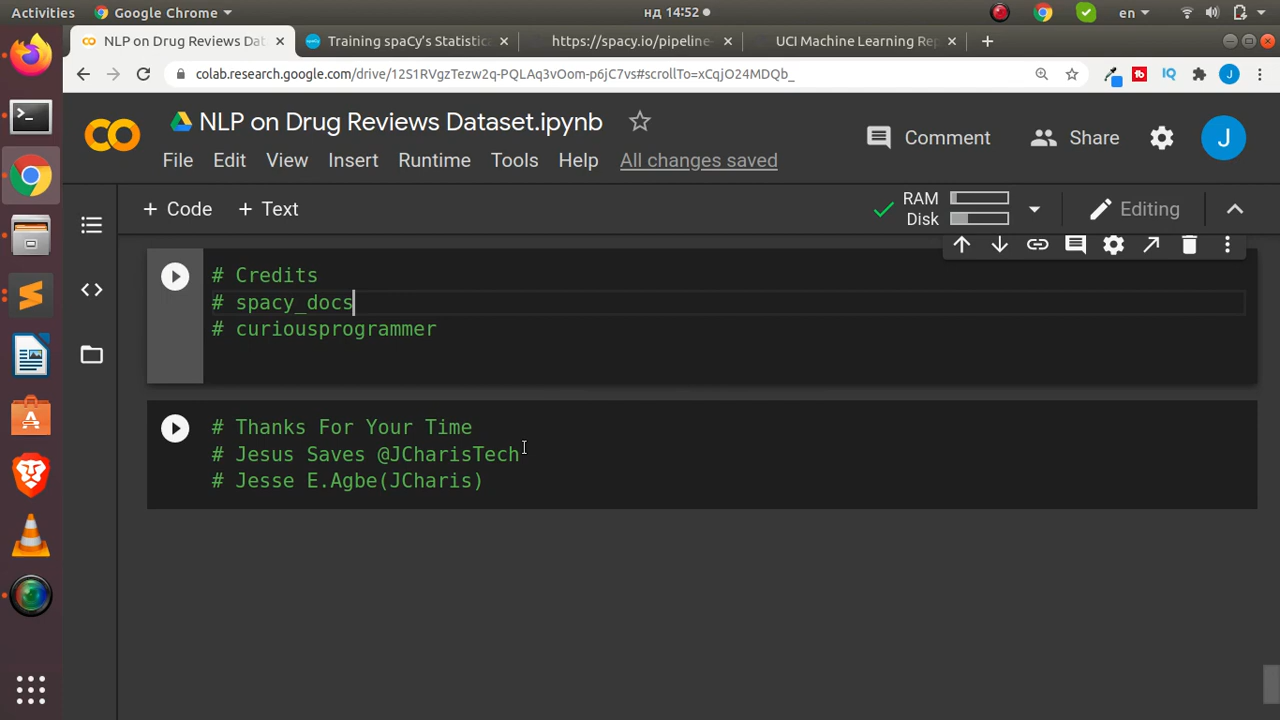 Activities
Google Chrome
нд 14:52
en
NLP on Drug Reviews Dat
Training spaCy's Statistica
https://spacy.io/pipeline-
UCI Machine Learning Rep
colab.research.google.com/drive/12S1RVgzTezw2q-PQLAq3vOom-p6jC7vs#scrollTo=xCqjO24MDQb_
NLP on Drug Reviews Dataset.ipynb
File Edit View Insert Runtime Tools Help All changes saved
Comment Share J
+ Code + Text
RAM
Disk
Editing
# Credits
# spacy_docs
# curiousprogrammer
# Thanks For Your Time
# Jesus Saves @JCharisTech
# Jesse E.Agbe(JCharis)